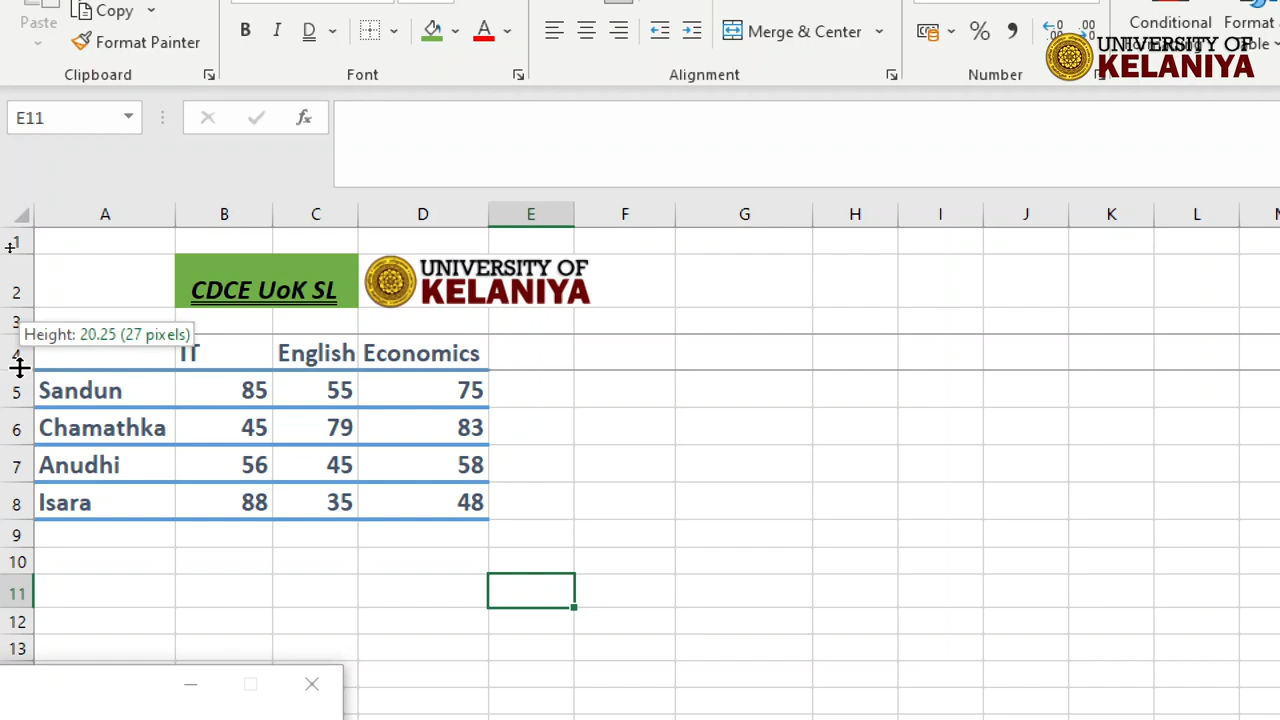 Copy
Paste
Format Painter
B I D A
Merge & Center
%
Conditional
Format
UNIVERSITY OF
KELANIYA
Clipboard
Font
Alignment
Number
E11
fx
A B C D E F G H I J K L
1
2
CDCE UoK SL
UNIVERSITY OF
KELANIYA
3
Height: 20.25 (27 pixels)
4 IT English Economics
5 Sandun 85 55 75
6 Chamathka 45 79 83
7 Anudhi 56 45 58
8 Isara 88 35 48
9
10
11
12
13